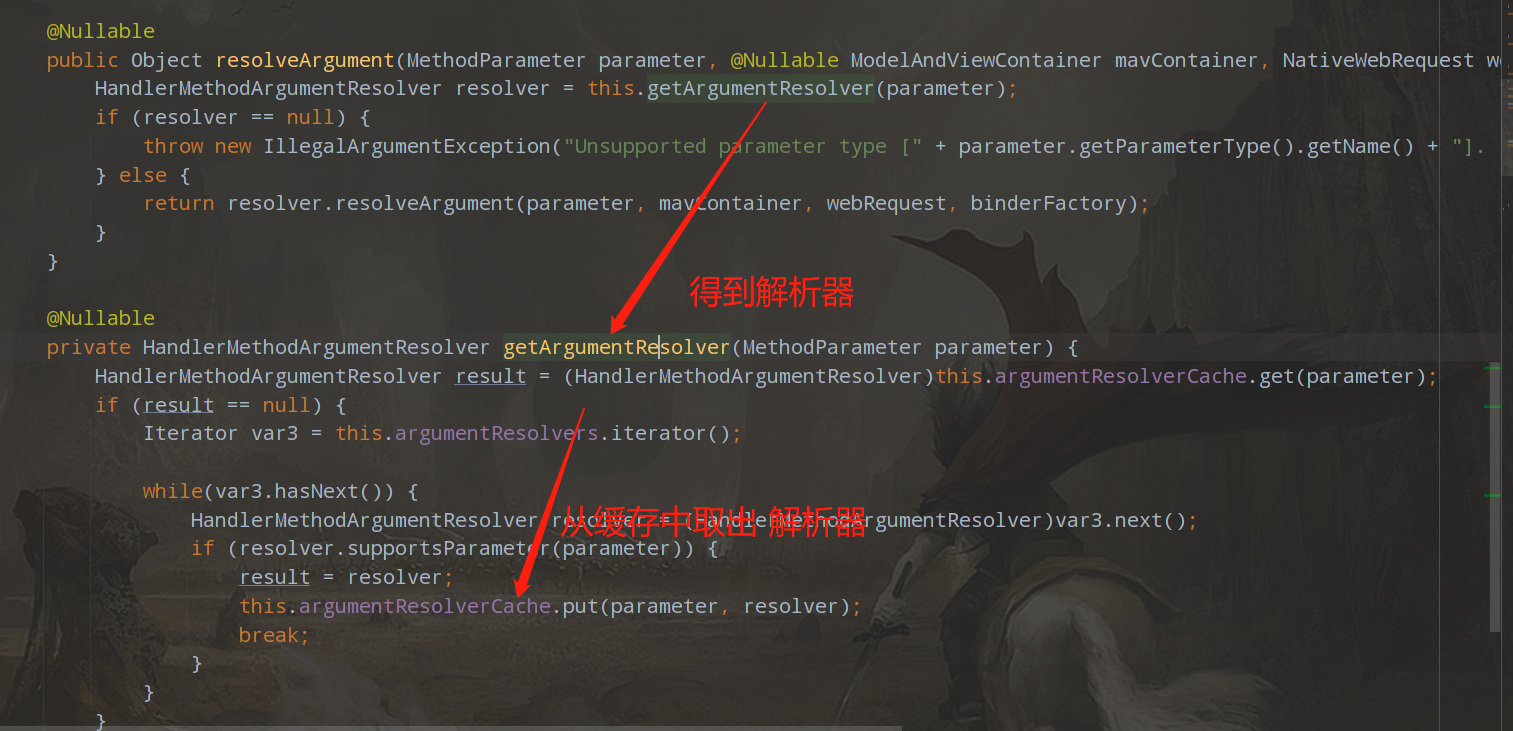 @Nullable
public Object resolveArgument(MethodParameter parameter, @Nullable ModelAndViewContainer mavContainer, NativeWebRequest we
HandlerMethodArgumentResolver resolver = this.getArgumentResolver(parameter);
if (resolver == null) {
throw new IllegalArgumentException("Unsupported parameter type [" + parameter.getParameterType().getName() + "].
} else {
return resolver.resolveArgument(parameter, mavContainer, webRequest, binderFactory);
}
}
得到解析器
@Nullable
private HandlerMethodArgumentResolver getArgumentResolver(MethodParameter parameter) {
HandlerMethodArgumentResolver result = (HandlerMethodArgumentResolver)this.argumentResolverCache.get(parameter);
if (result == null) {
Iterator var3 = this.argumentResolvers.iterator();
while(var3.hasNext()) {
HandlerMethodArgumentResolver resolver = (HandlerMethodArgumentResolver)var3.next();
从缓存中取出 解析器
if (resolver.supportsParameter(parameter)) {
result = resolver;
this.argumentResolverCache.put(parameter, resolver);
break;
}
}
}